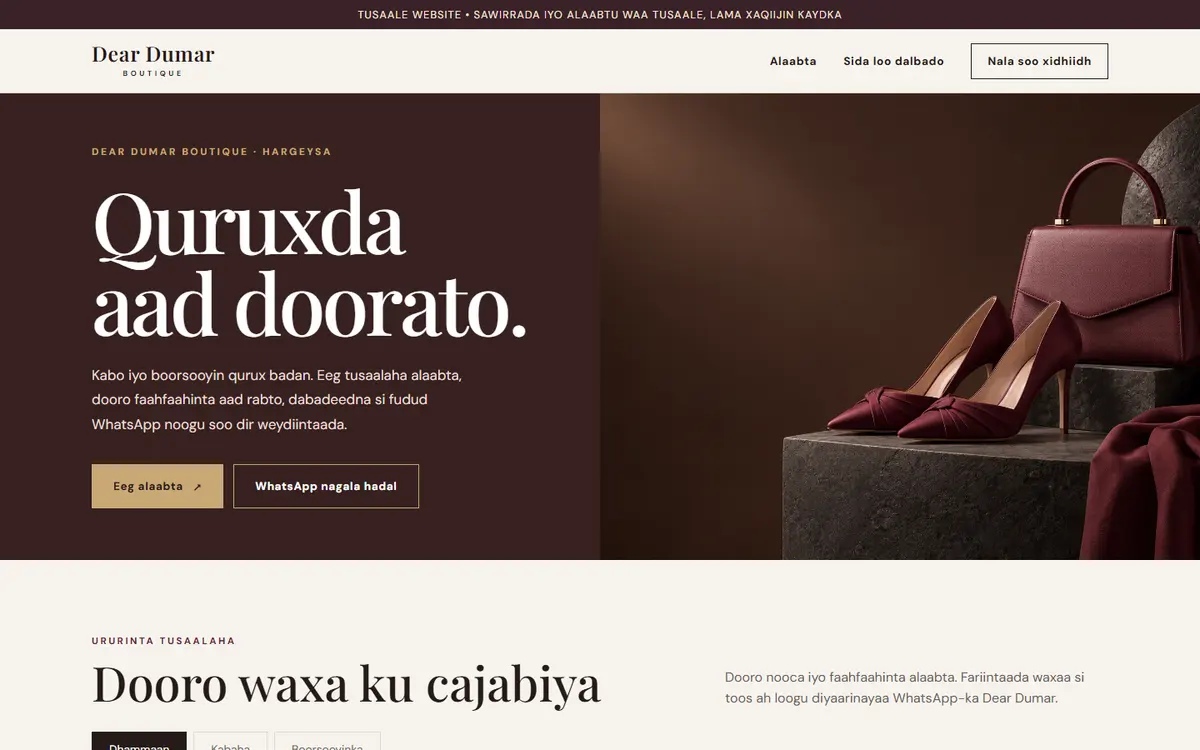 TUSAALE WEBSITE • SAWIRRADA IYO ALAABTU WAA TUSAALE, LAMA XAQIIJIN KAYDKA
Dear Dumar
BOUTIQUE
Alaabta
Sida loo dalbado
Nala soo xidhiidh
DEAR DUMAR BOUTIQUE · HARGEYSA
Quruxda
aad doorato.
Kabo iyo boorsooyin qurux badan. Eeg tusaalaha alaabta,
dooro faahfaahinta aad rabto, dabadeedna si fudud
WhatsApp noogu soo dir weydiintaada.
Eeg alaabta ↗
WhatsApp nagala hadal
URURINTA TUSAALAHA
Dooro waxa ku cajabiya
Dooro nooca iyo faahfaahinta alaabta. Fariintaada waxaa si
toos ah loogu diyaarinayaa WhatsApp-ka Dear Dumar.
Dhammaan
Kabaha
Boorsooyinka